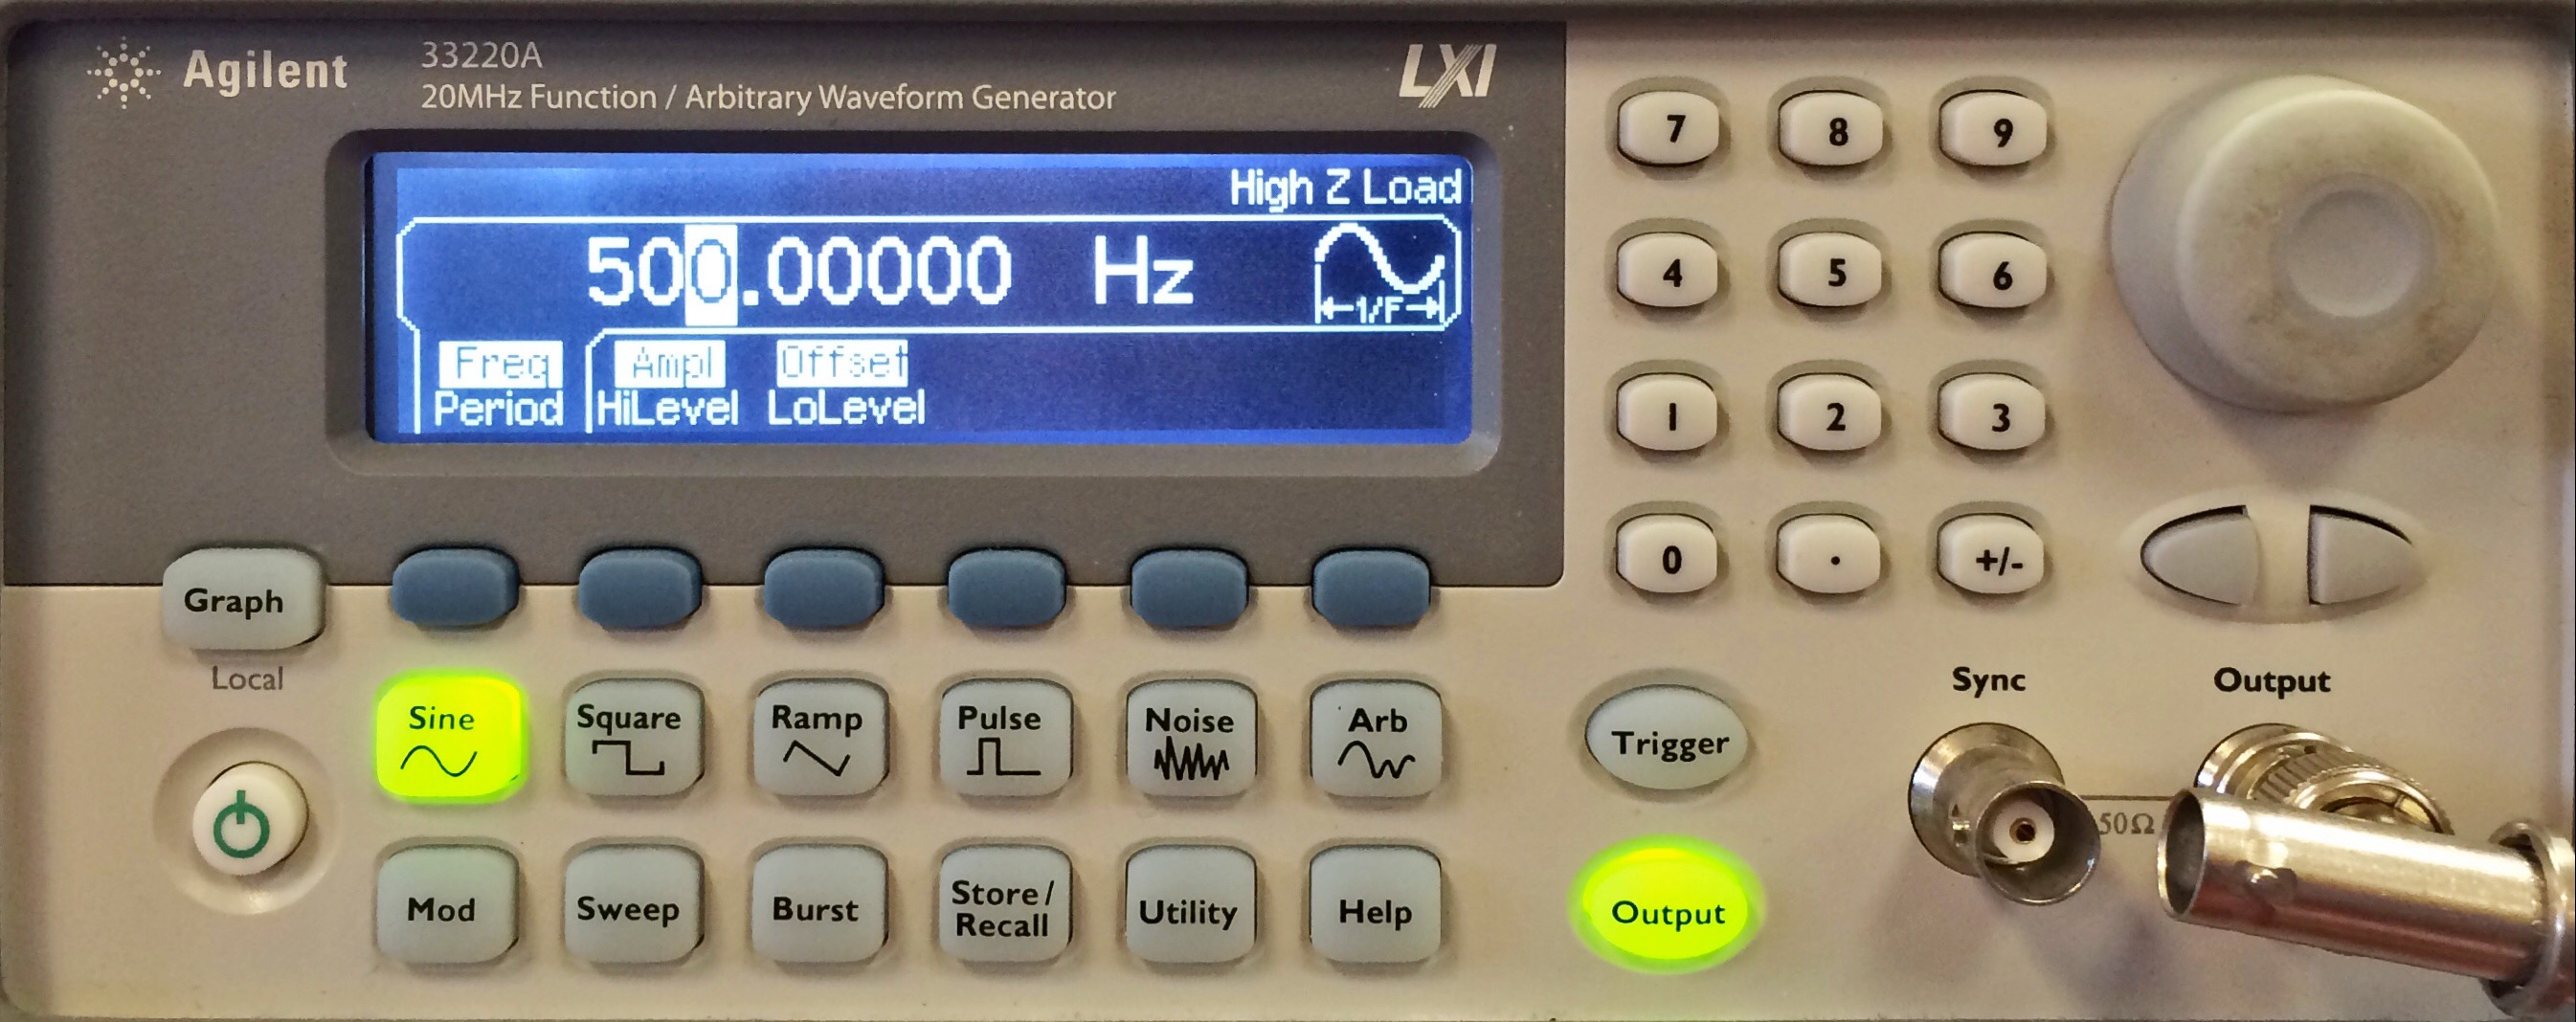 Agilent
33220A
20MHz Function / Arbitrary Waveform Generator
LXI
High Z Load
500.00000 Hz
1/F
Freq Ampl Offset
Period HiLevel LoLevel
7 8 9
4 5 6
1 2 3
0 . +/-
Graph
Local
Sine Square Ramp Pulse Noise Arb
Mod Sweep Burst Store/
Recall Utility Help
Trigger
Output
Sync Output
50Ω